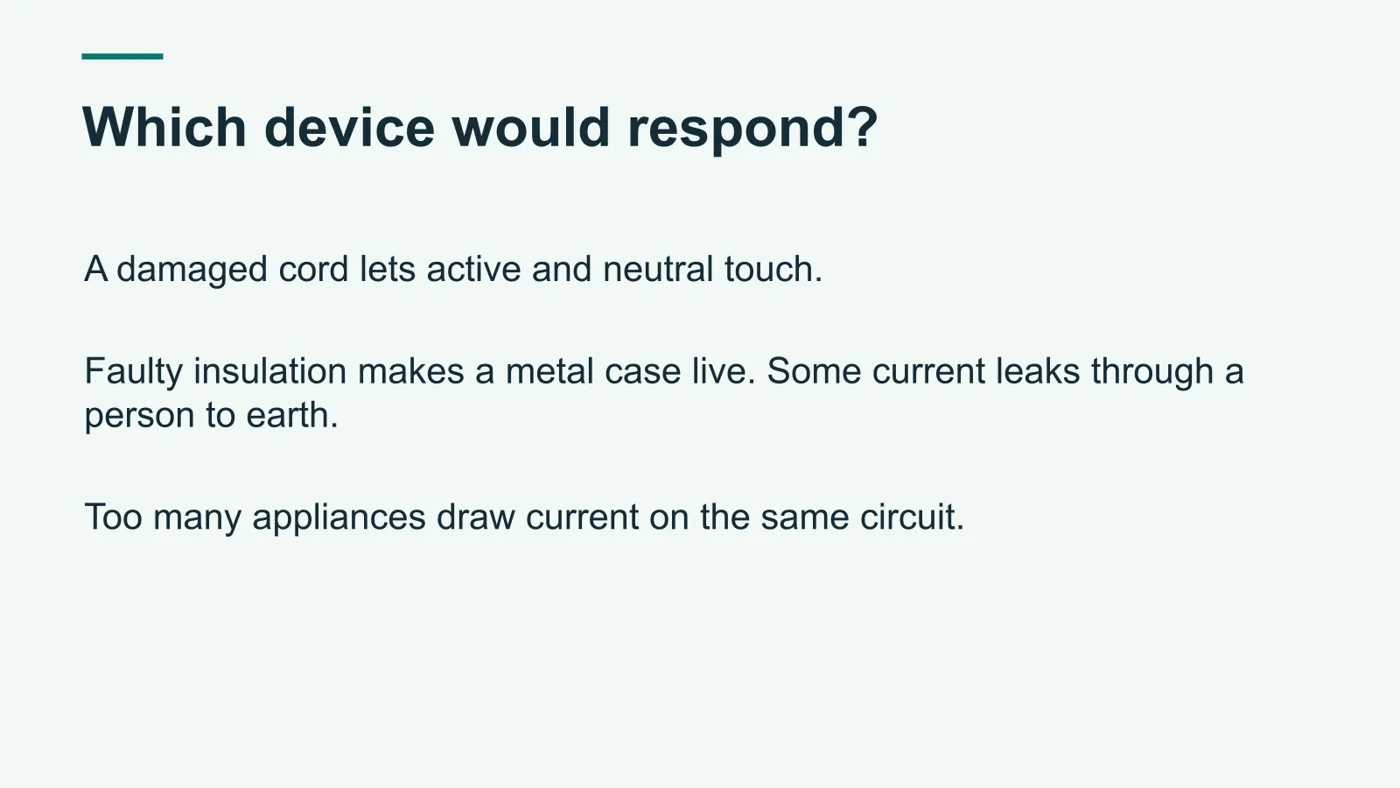 Which device would respond?
A damaged cord lets active and neutral touch.
Faulty insulation makes a metal case live. Some current leaks through a
person to earth.
Too many appliances draw current on the same circuit.